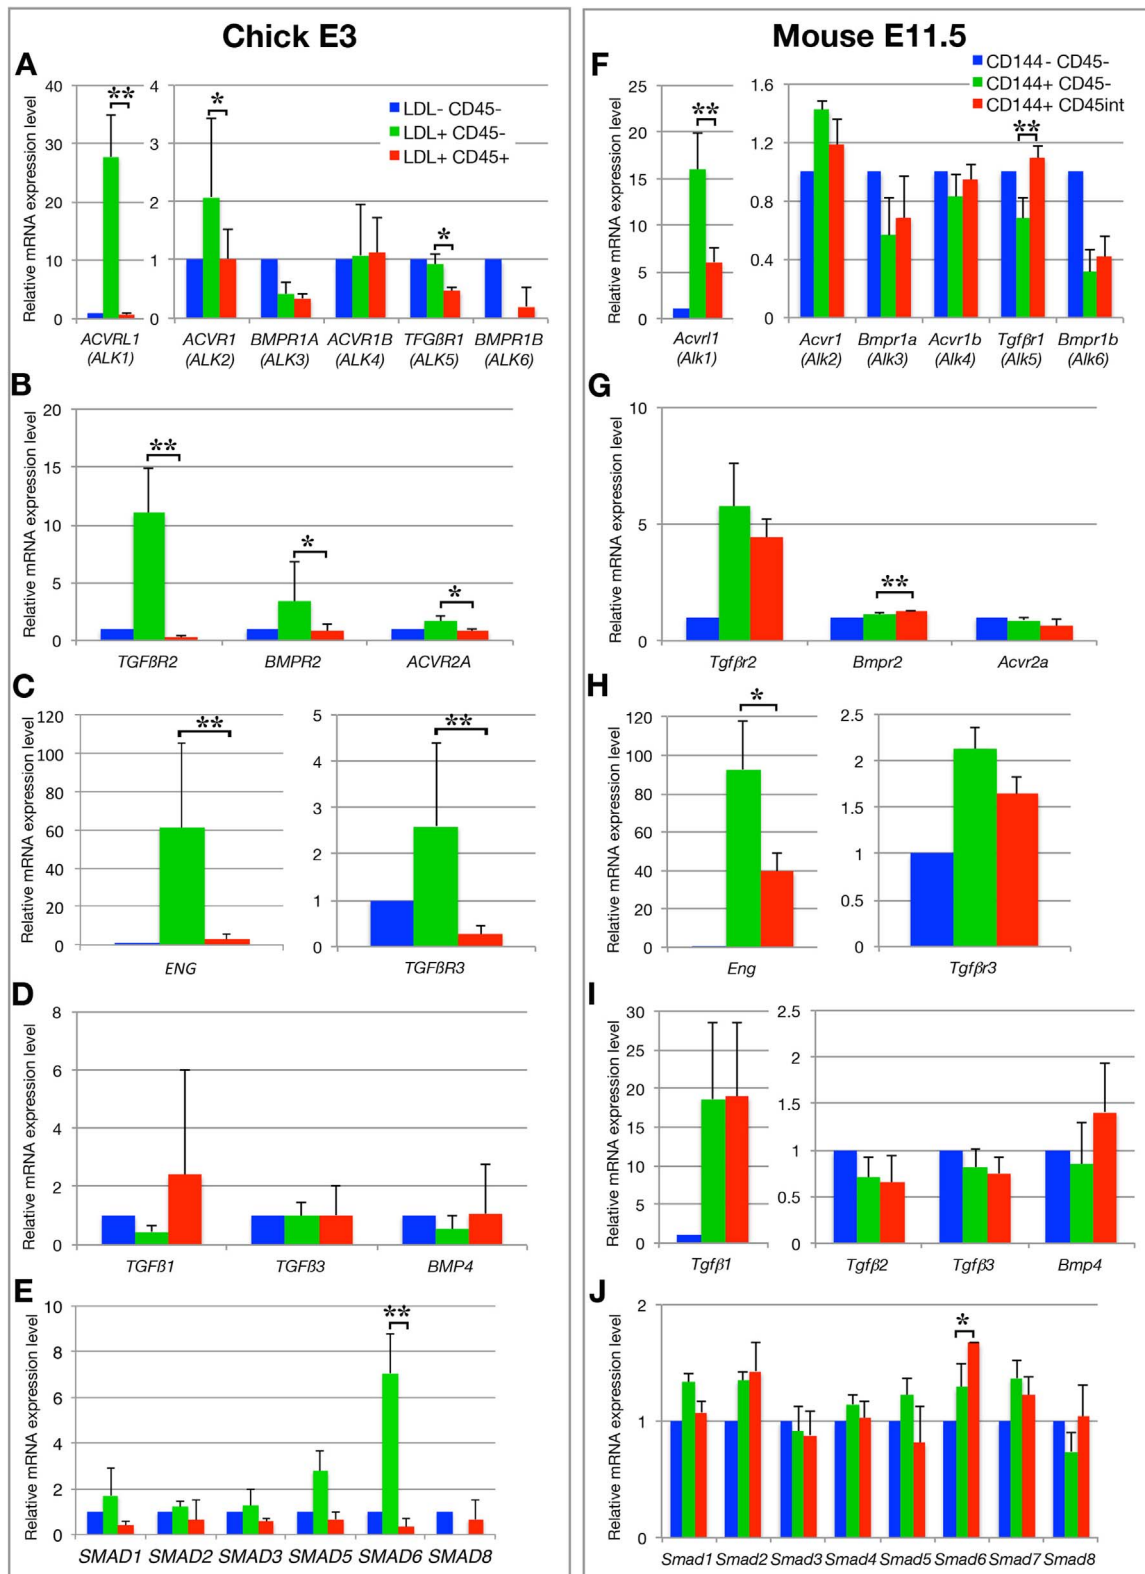 Chick E3
A
Relative mRNA expression level
40
30
20
10
0
**
ACVRL1
(ALK1)
4
3
2
1
0
*
*
LDL- CD45-
LDL+ CD45-
LDL+ CD45+
ACVR1 BMPR1A ACVR1B TFGßR1 BMPR1B
(ALK2) (ALK3) (ALK4) (ALK5) (ALK6)
B
Relative mRNA expression level
20
15
10
5
0
**
*
*
TGFßR2 BMPR2 ACVR2A
C
Relative mRNA expression level
120
100
80
60
40
20
0
**
ENG
5
4
3
2
1
0
**
TGFßR3
D
Relative mRNA expression level
8
6
4
2
0
TGFß1 TGFß3 BMP4
E
Relative mRNA expression level
10
8
6
4
2
0
**
SMAD1 SMAD2 SMAD3 SMAD5 SMAD6 SMAD8
Mouse E11.5
F
Relative mRNA expression level
25
20
15
10
5
0
**
Acvrl1
(Alk1)
1.6
1.2
0.8
0.4
0
**
CD144- CD45-
CD144+ CD45-
CD144+ CD45int
Acvr1 Bmpr1a Acvr1b Tgfβr1 Bmpr1b
(Alk2) (Alk3) (Alk4) (Alk5) (Alk6)
G
Relative mRNA expression level
10
5
0
**
Tgfβr2 Bmpr2 Acvr2a
H
Relative mRNA expression level
120
100
80
60
40
20
0
*
Eng
2.5
2
1.5
1
0.5
0
Tgfβr3
I
Relative mRNA expression level
30
25
20
15
10
5
0
Tgfβ1
2.5
2
1.5
1
0.5
0
Tgfβ2 Tgfβ3 Bmp4
J
Relative mRNA expression level
2
1
0
*
Smad1 Smad2 Smad3 Smad4 Smad5 Smad6 Smad7 Smad8